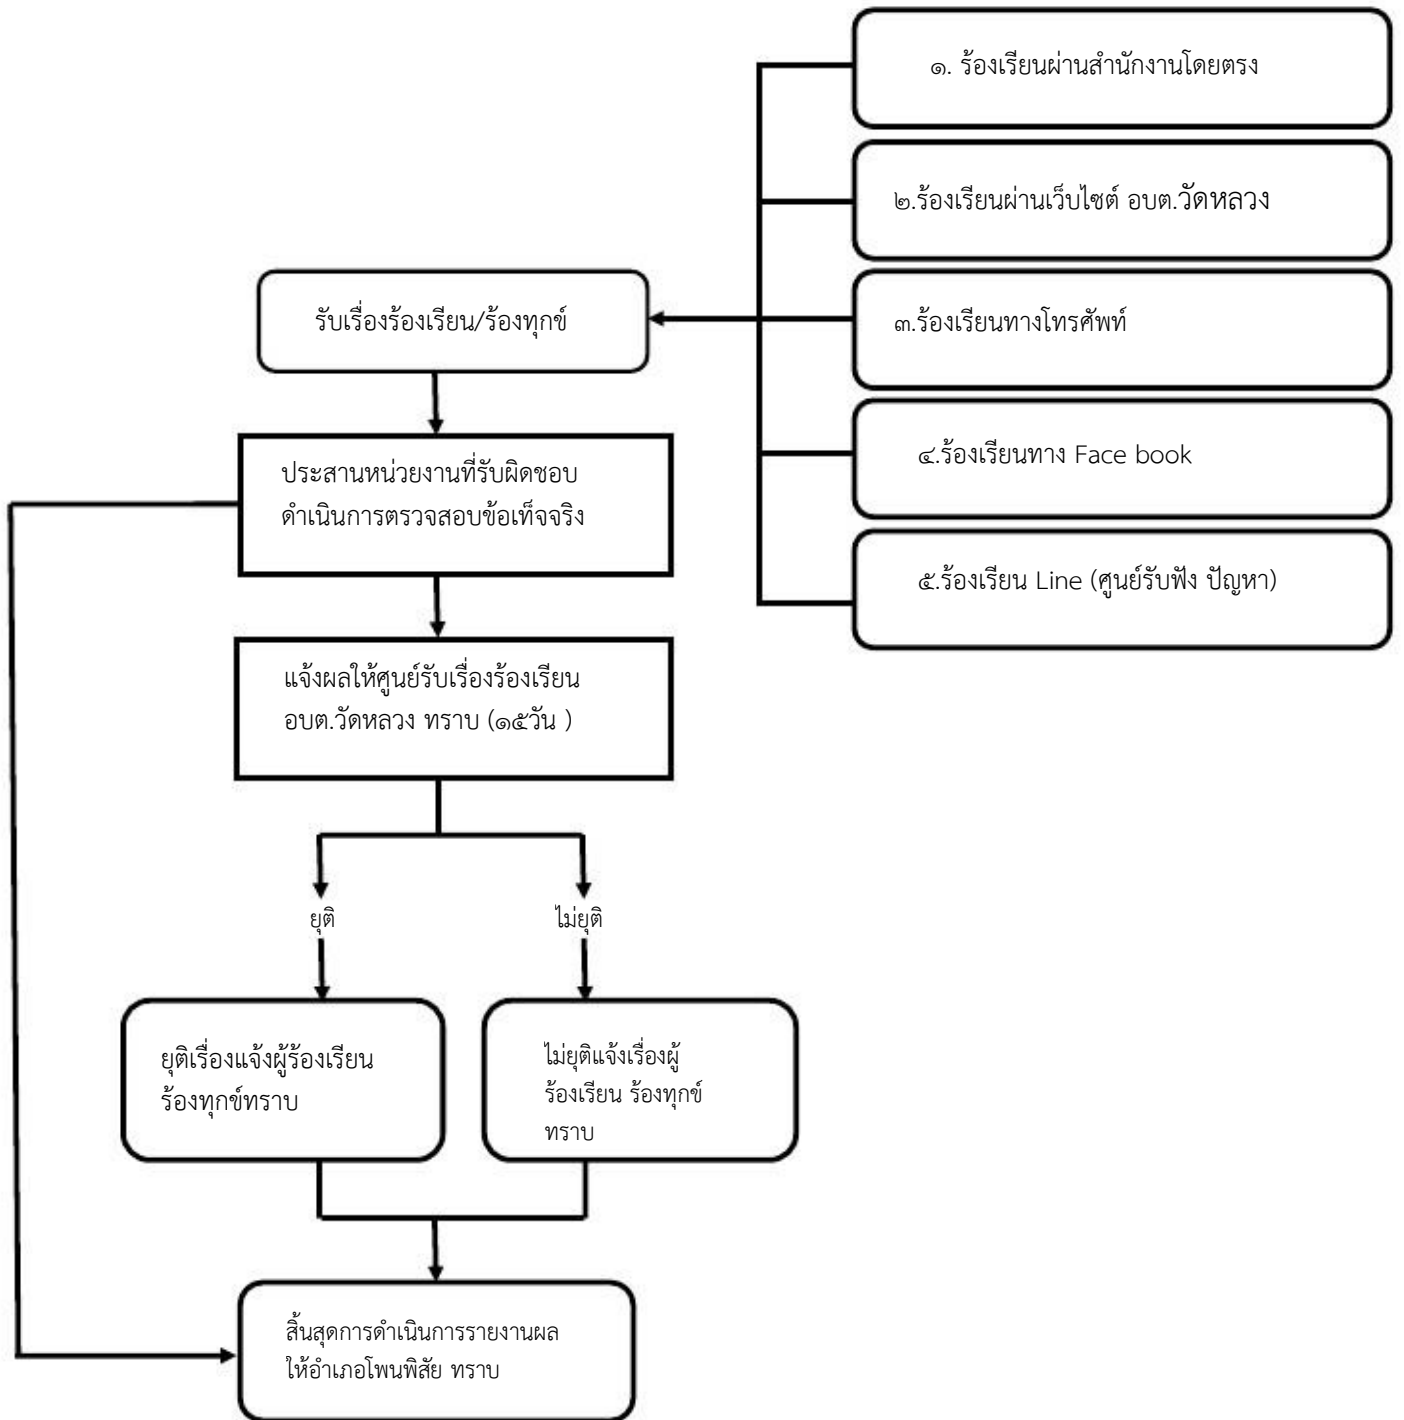 ๑. ร้องเรียนผ่านสำนักงานโดยตรง
๒.ร้องเรียนผ่านเว็บไซต์ อบต.วัดหลวง
รับเรื่องร้องเรียน/ร้องทุกข์
๓.ร้องเรียนทางโทรศัพท์
๔.ร้องเรียนทาง Face book
๕.ร้องเรียน Line (ศูนย์รับฟัง ปัญหา)
ประสานหน่วยงานที่รับผิดชอบ
ดำเนินการตรวจสอบข้อเท็จจริง
แจ้งผลให้ศูนย์รับเรื่องร้องเรียน
อบต.วัดหลวง ทราบ (๑๕วัน )
ยุติ
ไม่ยุติ
ยุติเรื่องแจ้งผู้ร้องเรียน
ร้องทุกข์ทราบ
ไม่ยุติแจ้งเรื่องผู้
ร้องเรียน ร้องทุกข์
ทราบ
สิ้นสุดการดำเนินการรายงานผล
ให้อำเภอโพนพิสัย ทราบ